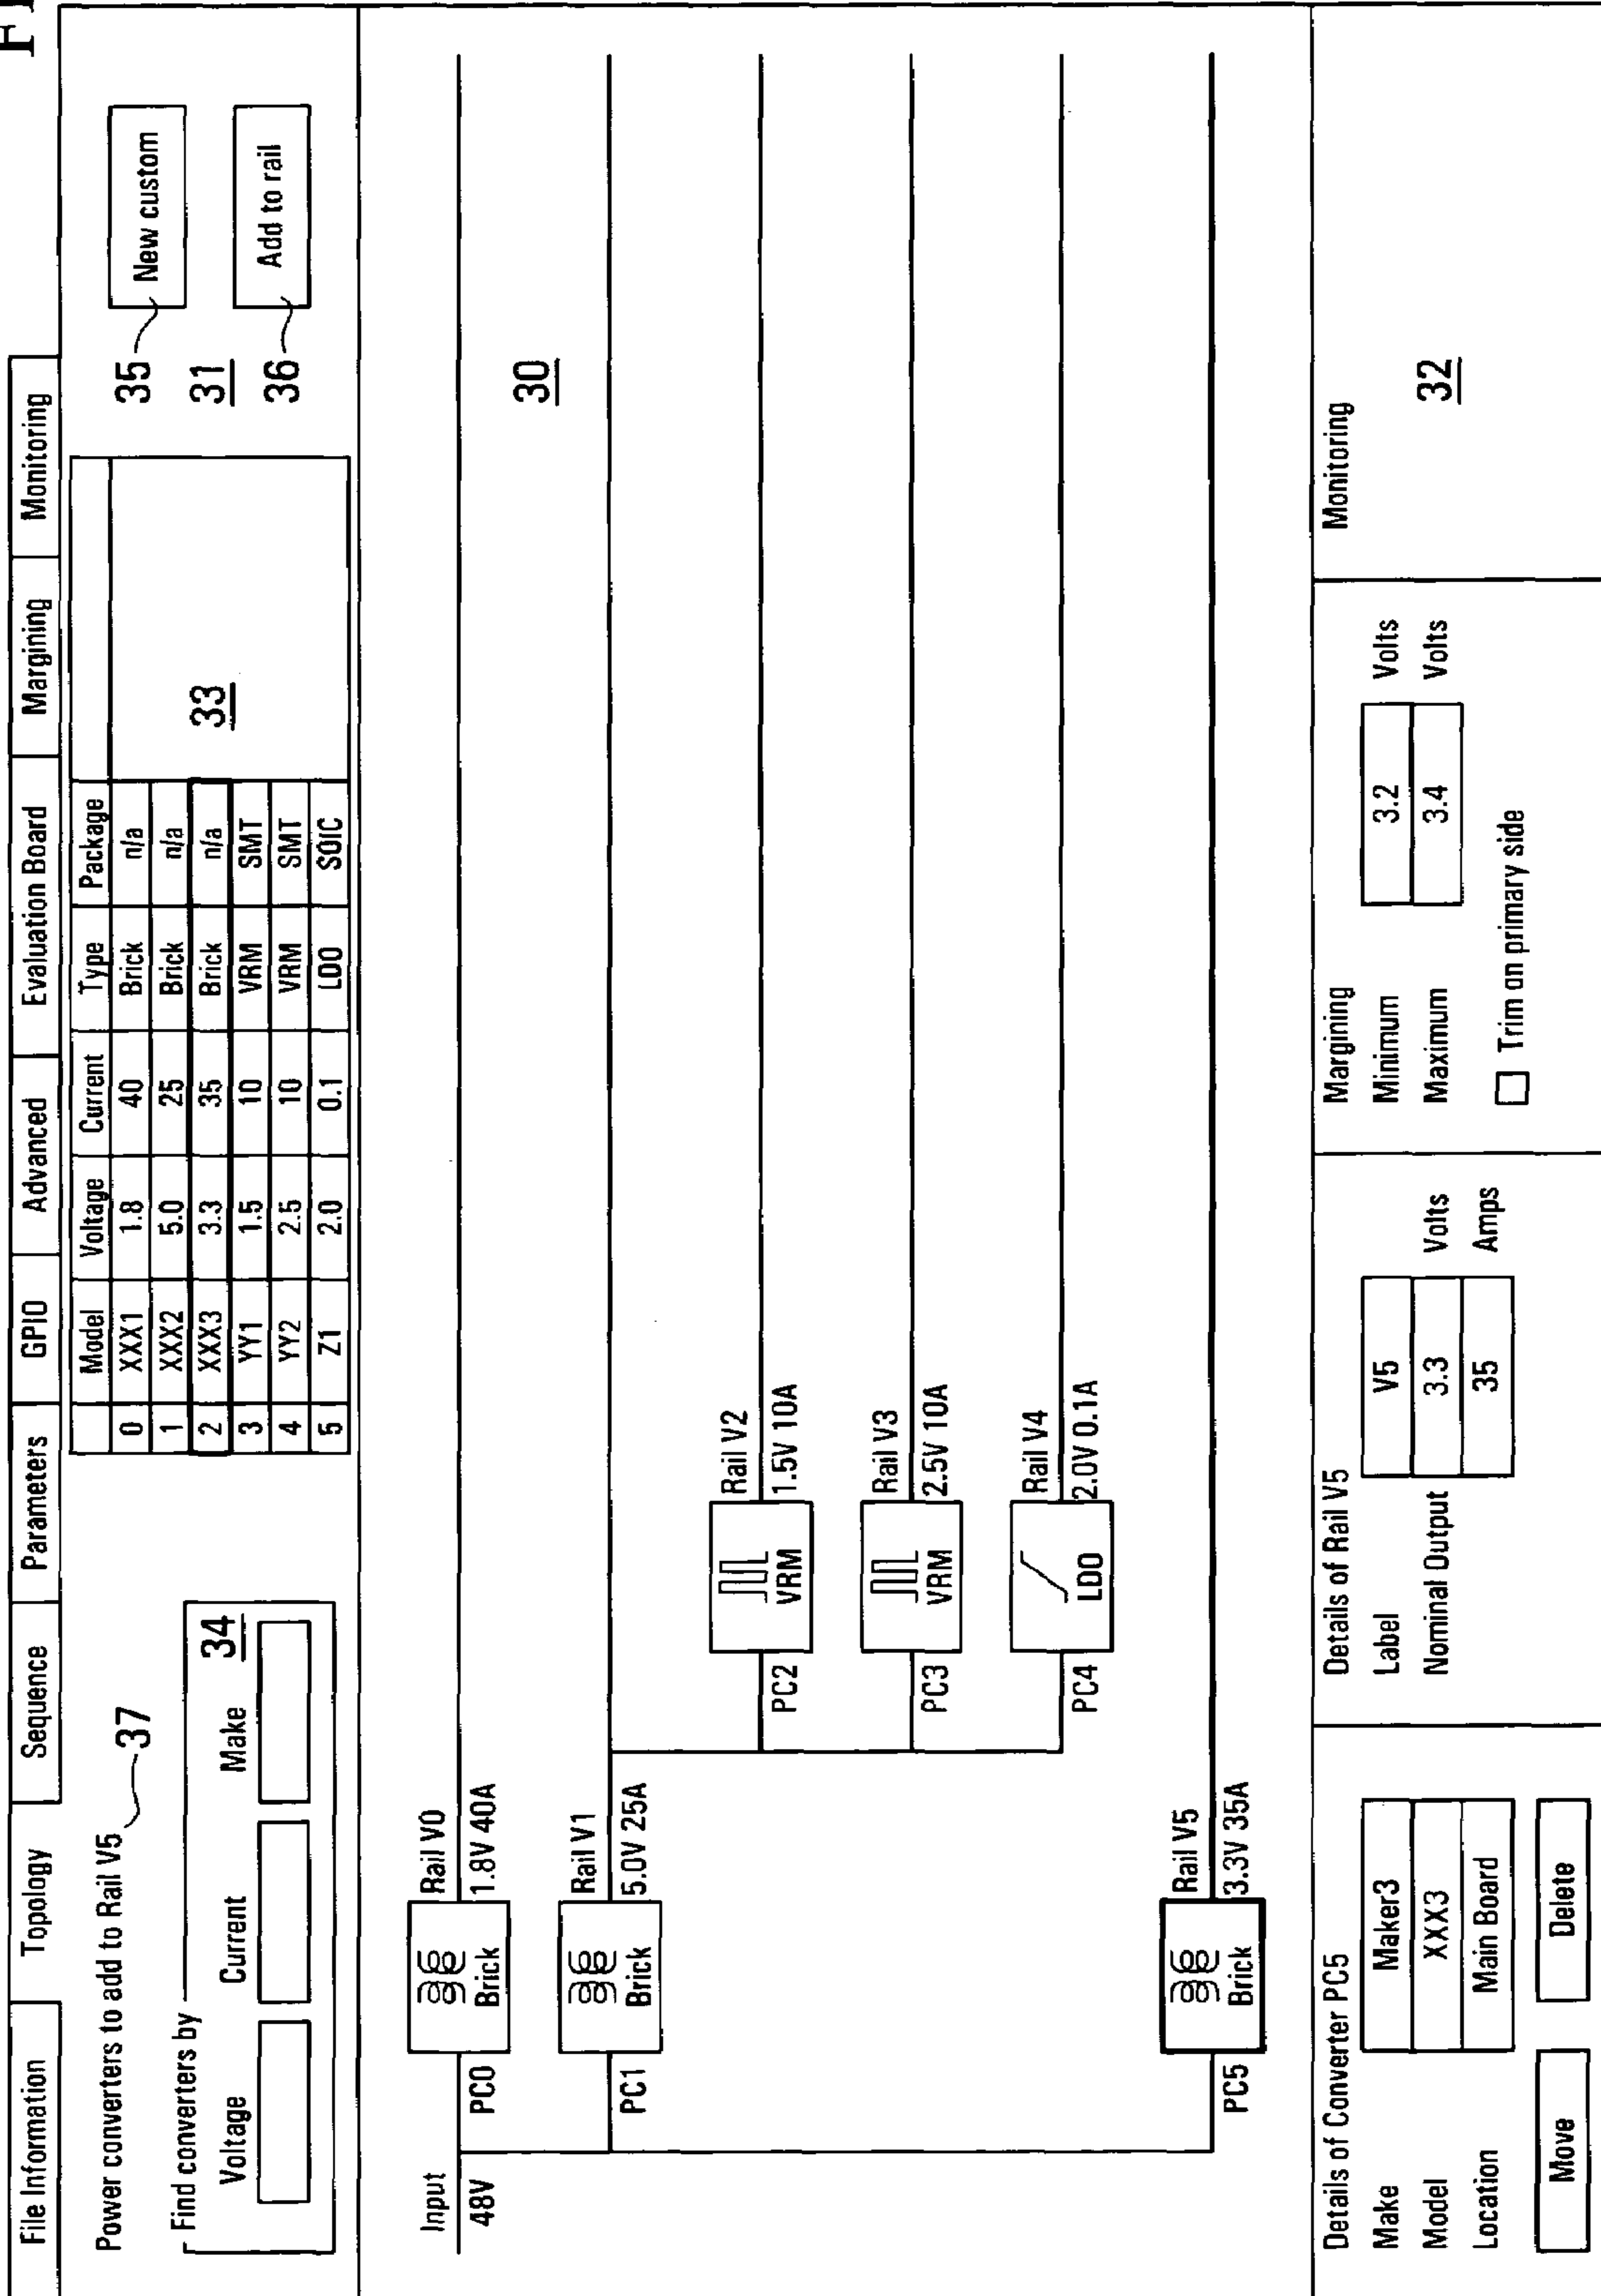 File Information Topology Sequence Parameters GPIO Advanced Evaluation Board Margining Monitoring
Power converters to add to Rail V5 37
Find converters by
Voltage Current Make 34
Model Voltage Current Type Package
0 XXX1 1.8 40 Brick n/a
1 XXX2 5.0 25 Brick n/a
2 XXX3 3.3 35 Brick n/a
3 YY1 1.5 10 VRM SMT
4 YY2 2.5 10 VRM SMT
5 Z1 2.0 0.1 LDO SOIC
33
35 New custom
31
36 Add to rail
30
Input
48V
PC0 Brick Rail V0
1.8V 40A
PC1 Brick Rail V1
5.0V 25A
PC2 VRM Rail V2
1.5V 10A
PC3 VRM Rail V3
2.5V 10A
PC4 LDO Rail V4
2.0V 0.1A
PC5 Brick Rail V5
3.3V 35A
Details of Converter PC5
Make Maker3
Model XXX3
Location Main Board
Move Delete
Details of Rail V5
Label V5
Nominal Output 3.3 Volts
35 Amps
Margining
Minimum 3.2 Volts
Maximum 3.4 Volts
Trim on primary side
Monitoring
32